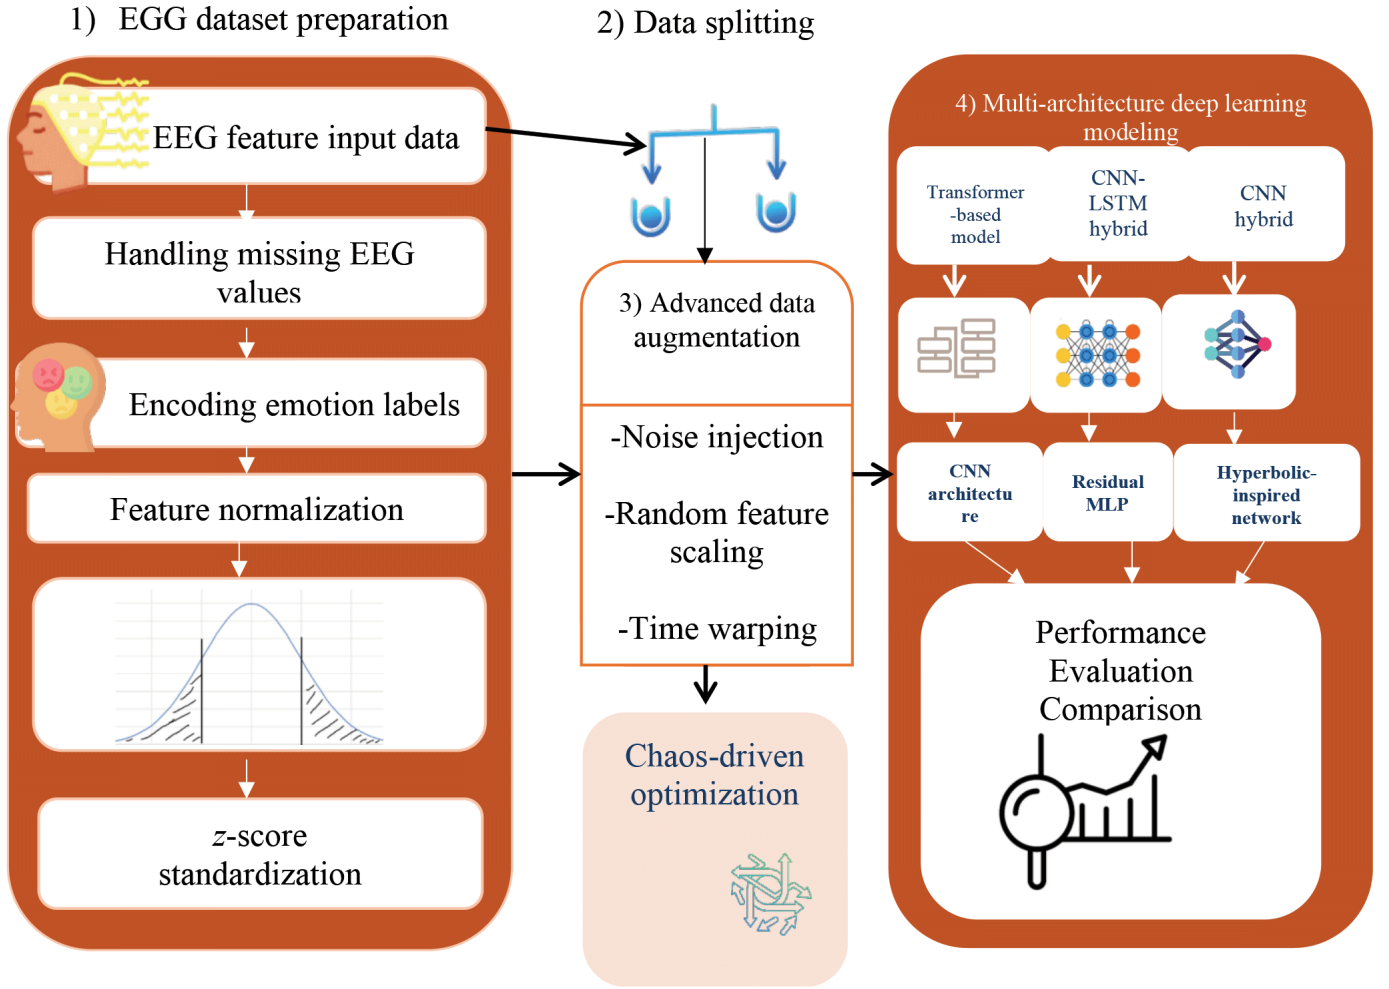 1) EGG dataset preparation
EEG feature input data
Handling missing EEG
values
Encoding emotion labels
Feature normalization
z-score
standardization
2) Data splitting
3) Advanced data
augmentation
-Noise injection
-Random feature
scaling
-Time warping
Chaos-driven
optimization
4) Multi-architecture deep learning
modeling
Transformer
-based
model
CNN-
LSTM
hybrid
CNN
hybrid
CNN
architectu
re
Residual
MLP
Hyperbolic-
inspired
network
Performance
Evaluation
Comparison